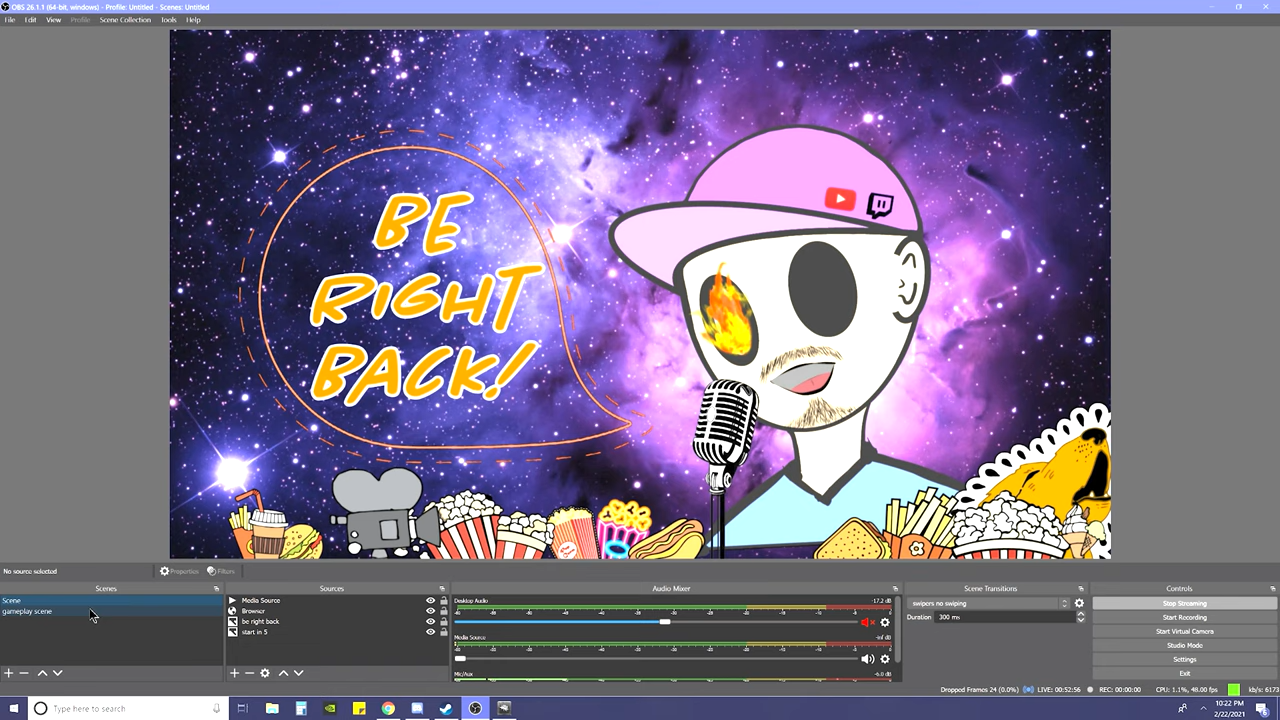 OBS 26.1.1 (64-bit, windows) - Profile: Untitled - Scenes: Untitled
File Edit View Profile Scene Collection Tools Help
BE
RIGHT
BACK!
No source selected Properties Filters
Scenes Sources Audio Mixer Scene Transitions Controls
Scene
gameplay scene
Media Source
Browser
be right back
start in 5
Desktop Audio -17.2 dB
Media Source -inf dB
Mic/Aux -6.0 dB
swipers no swiping
Duration 300 ms
Stop Streaming
Start Recording
Start Virtual Camera
Studio Mode
Settings
Exit
Dropped Frames 24 (0.0%) LIVE: 00:52:56 REC: 00:00:00 CPU: 1.1%, 48.00 fps kb/s: 6173
Type here to search
10:22 PM
2/22/2021